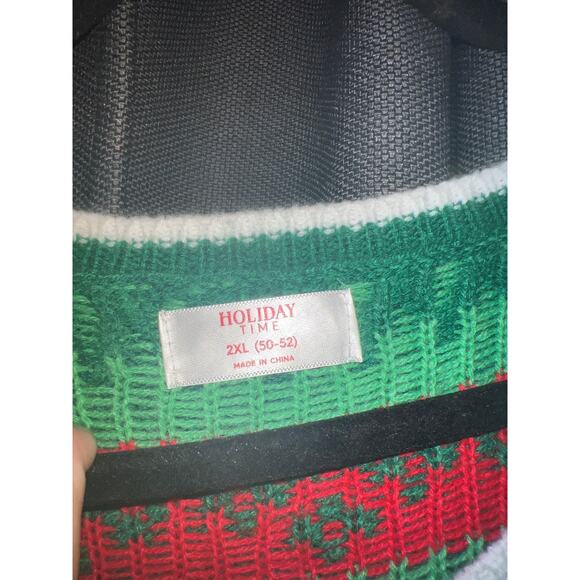 HOLIDAY
TIME
2XL (50-52)
MADE IN CHINA